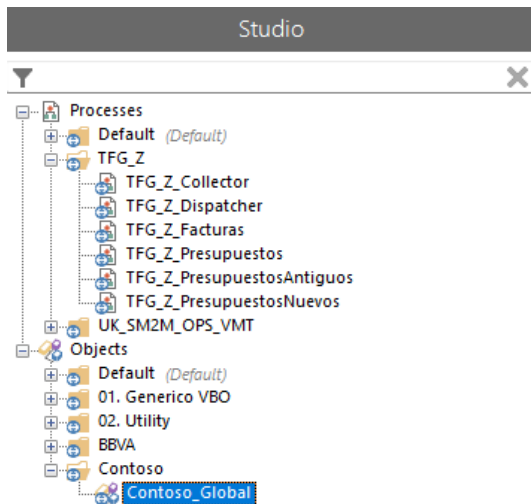 Studio
Processes
Default (Default)
TFG_Z
TFG_Z_Collector
TFG_Z_Dispatcher
TFG_Z_Facturas
TFG_Z_Presupuestos
TFG_Z_PresupuestosAntiguos
TFG_Z_PresupuestosNuevos
UK_SM2M_OPS_VMT
Objects
Default (Default)
01. Generico VBO
02. Utility
BBVA
Contoso
Contoso_Global